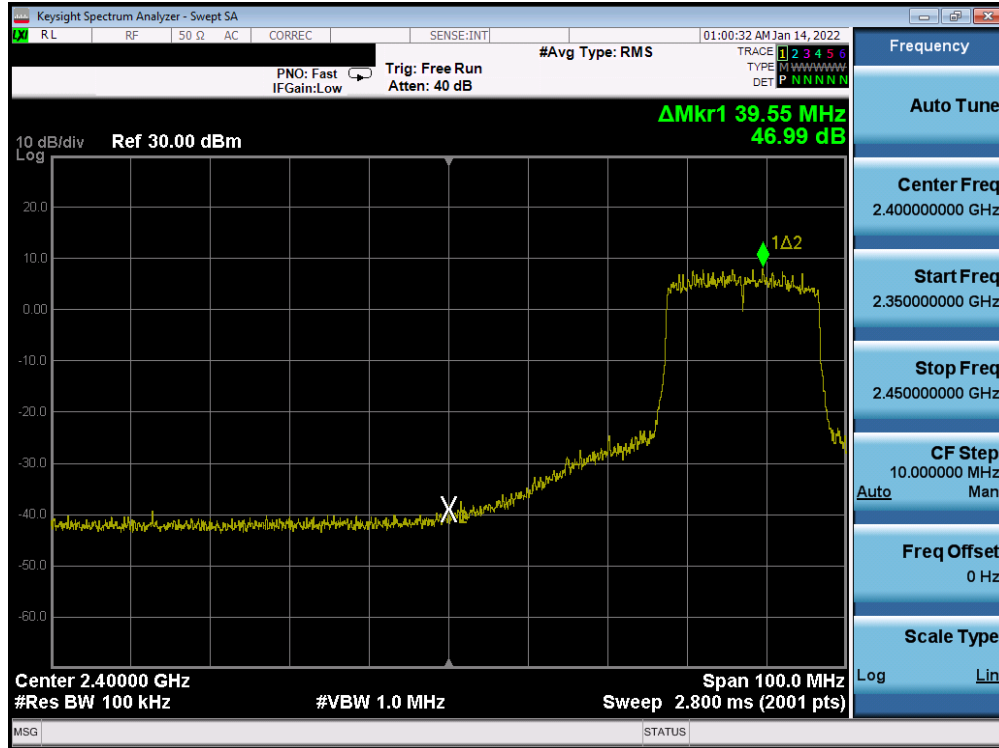 Keysight Spectrum Analyzer - Swept SA
LXI RL RF 50 Ω AC CORREC SENSE:INT 01:00:32 AM Jan 14, 2022
#Avg Type: RMS
TRACE 1 2 3 4 5 6
PNO: Fast Trig: Free Run
TYPE M W W W W W
IFGain:Low Atten: 40 dB
DET P N N N N N
ΔMkr1 39.55 MHz
46.99 dB
10 dB/div Ref 30.00 dBm
Log
20.0
1Δ2
10.0
0.00
-10.0
-20.0
-30.0
X
-40.0
-50.0
-60.0
Center 2.40000 GHz Span 100.0 MHz
#Res BW 100 kHz #VBW 1.0 MHz Sweep 2.800 ms (2001 pts)
MSG STATUS
Frequency
Auto Tune
Center Freq
2.400000000 GHz
Start Freq
2.350000000 GHz
Stop Freq
2.450000000 GHz
CF Step
10.000000 MHz
Auto Man
Freq Offset
0 Hz
Scale Type
Log Lin